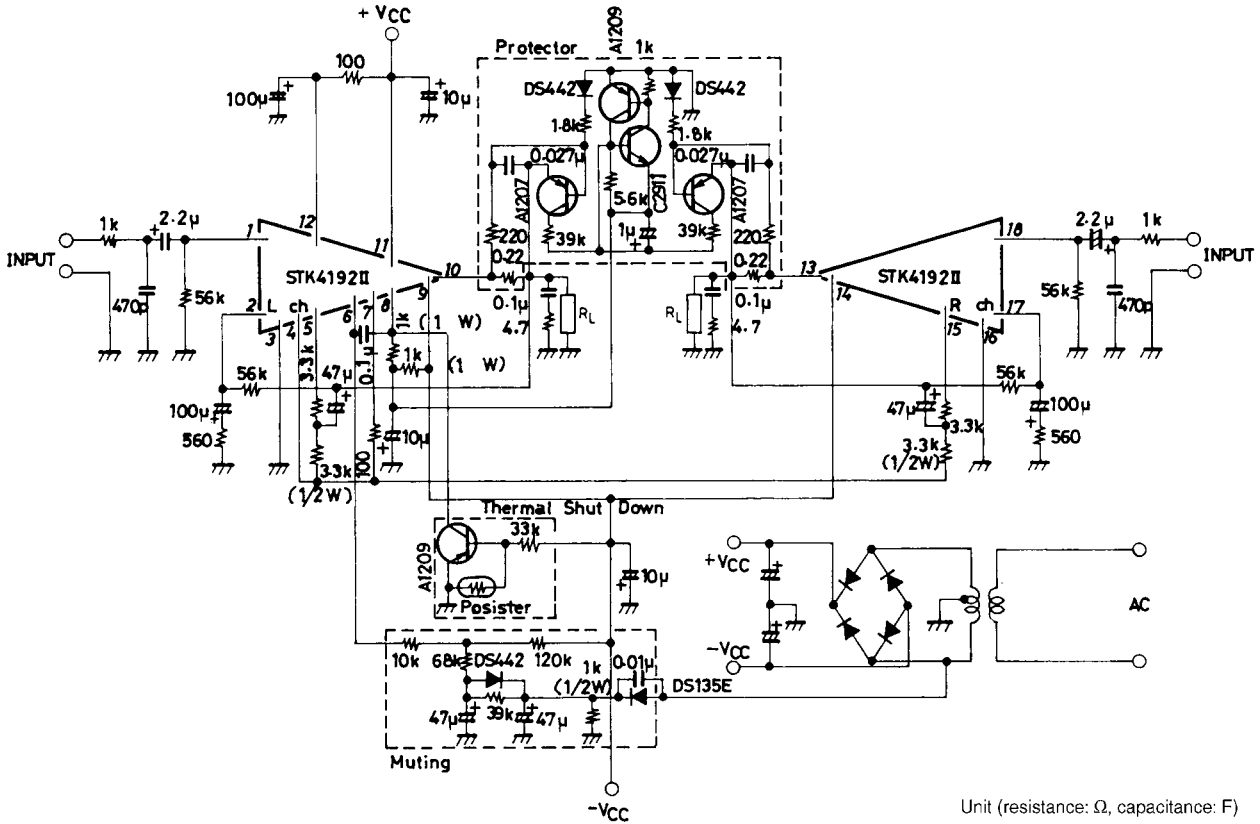 + VCC
A1209
Protector
1k
100
100µ
+
10µ
+
DS442
DS442
1.8k
1.8k
0.027µ
0.027µ
A1207
C2911
A1207
5.6k
39k
1µ
+
39k
220
220
0.22
0.22
INPUT
1k
2.2µ
+
470p
56k
1
12
11
10
STK4192II
2
L
ch
3
4
5
6
7
8
9
13
STK4192II
18
14
R
ch
17
15
16
2.2µ
+
1k
INPUT
56k
470p
0.1µ
4.7
RL
RL
0.1µ
4.7
1k
(1 W)
1k
(1 W)
0.1µ
3.3k
47µ
+
56k
100µ
+
560
3.3k
(1/2W)
100
+
10µ
56k
47µ
+
3.3k
3.3k
(1/2W)
100µ
+
560
Thermal Shut Down
A1209
33k
Posister
+
10µ
10k
68k
DS442
120k
1k
(1/2W)
0.01µ
DS135E
47µ
+
39k
+
47µ
Muting
−VCC
+VCC
+
+
−VCC
AC
Unit (resistance: Ω, capacitance: F)